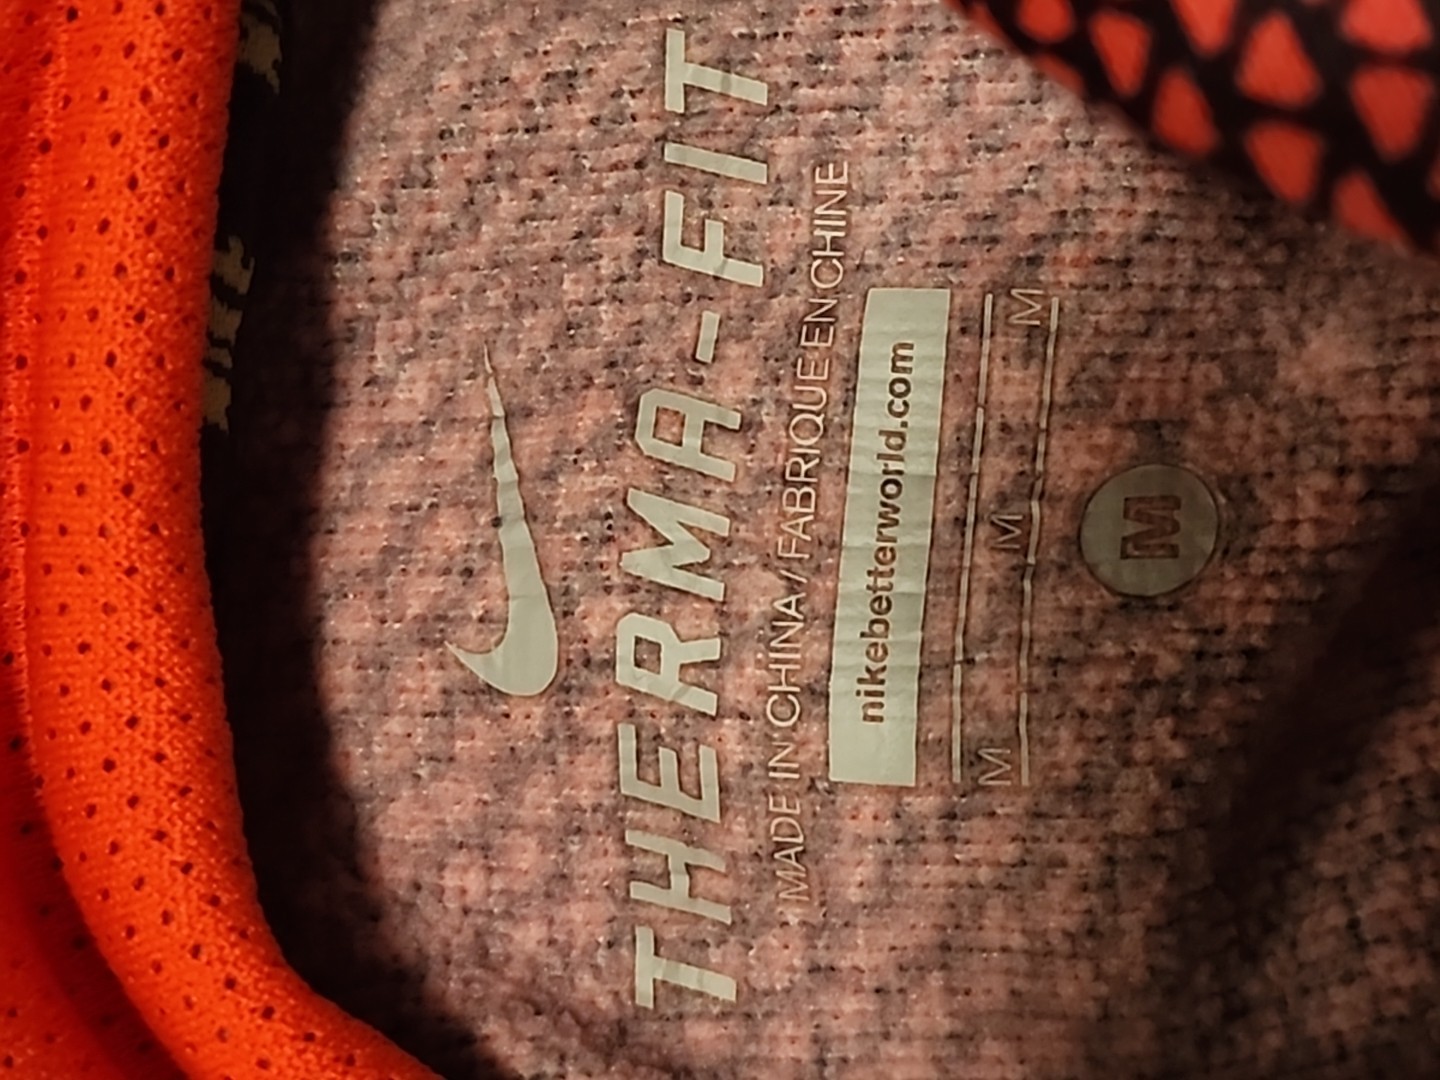 THERMA-FIT
MADE IN CHINA / FABRIQUE EN CHINE
nikebetterworld.com
M M M
M